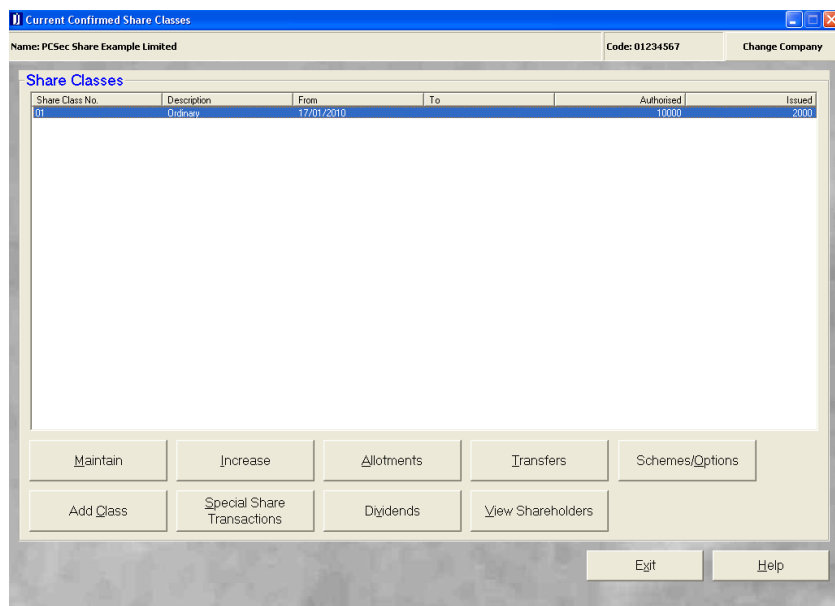 Current Confirmed Share Classes
Name: PCSec Share Example Limited Code: 01234567 Change Company
Share Classes
Share Class No. Description From To Authorised Issued
01 Ordinary 17/01/2010 10000 2000
Maintain Increase Allotments Transfers Schemes/Options
Add Class Special Share Transactions Dividends View Shareholders
Exit Help